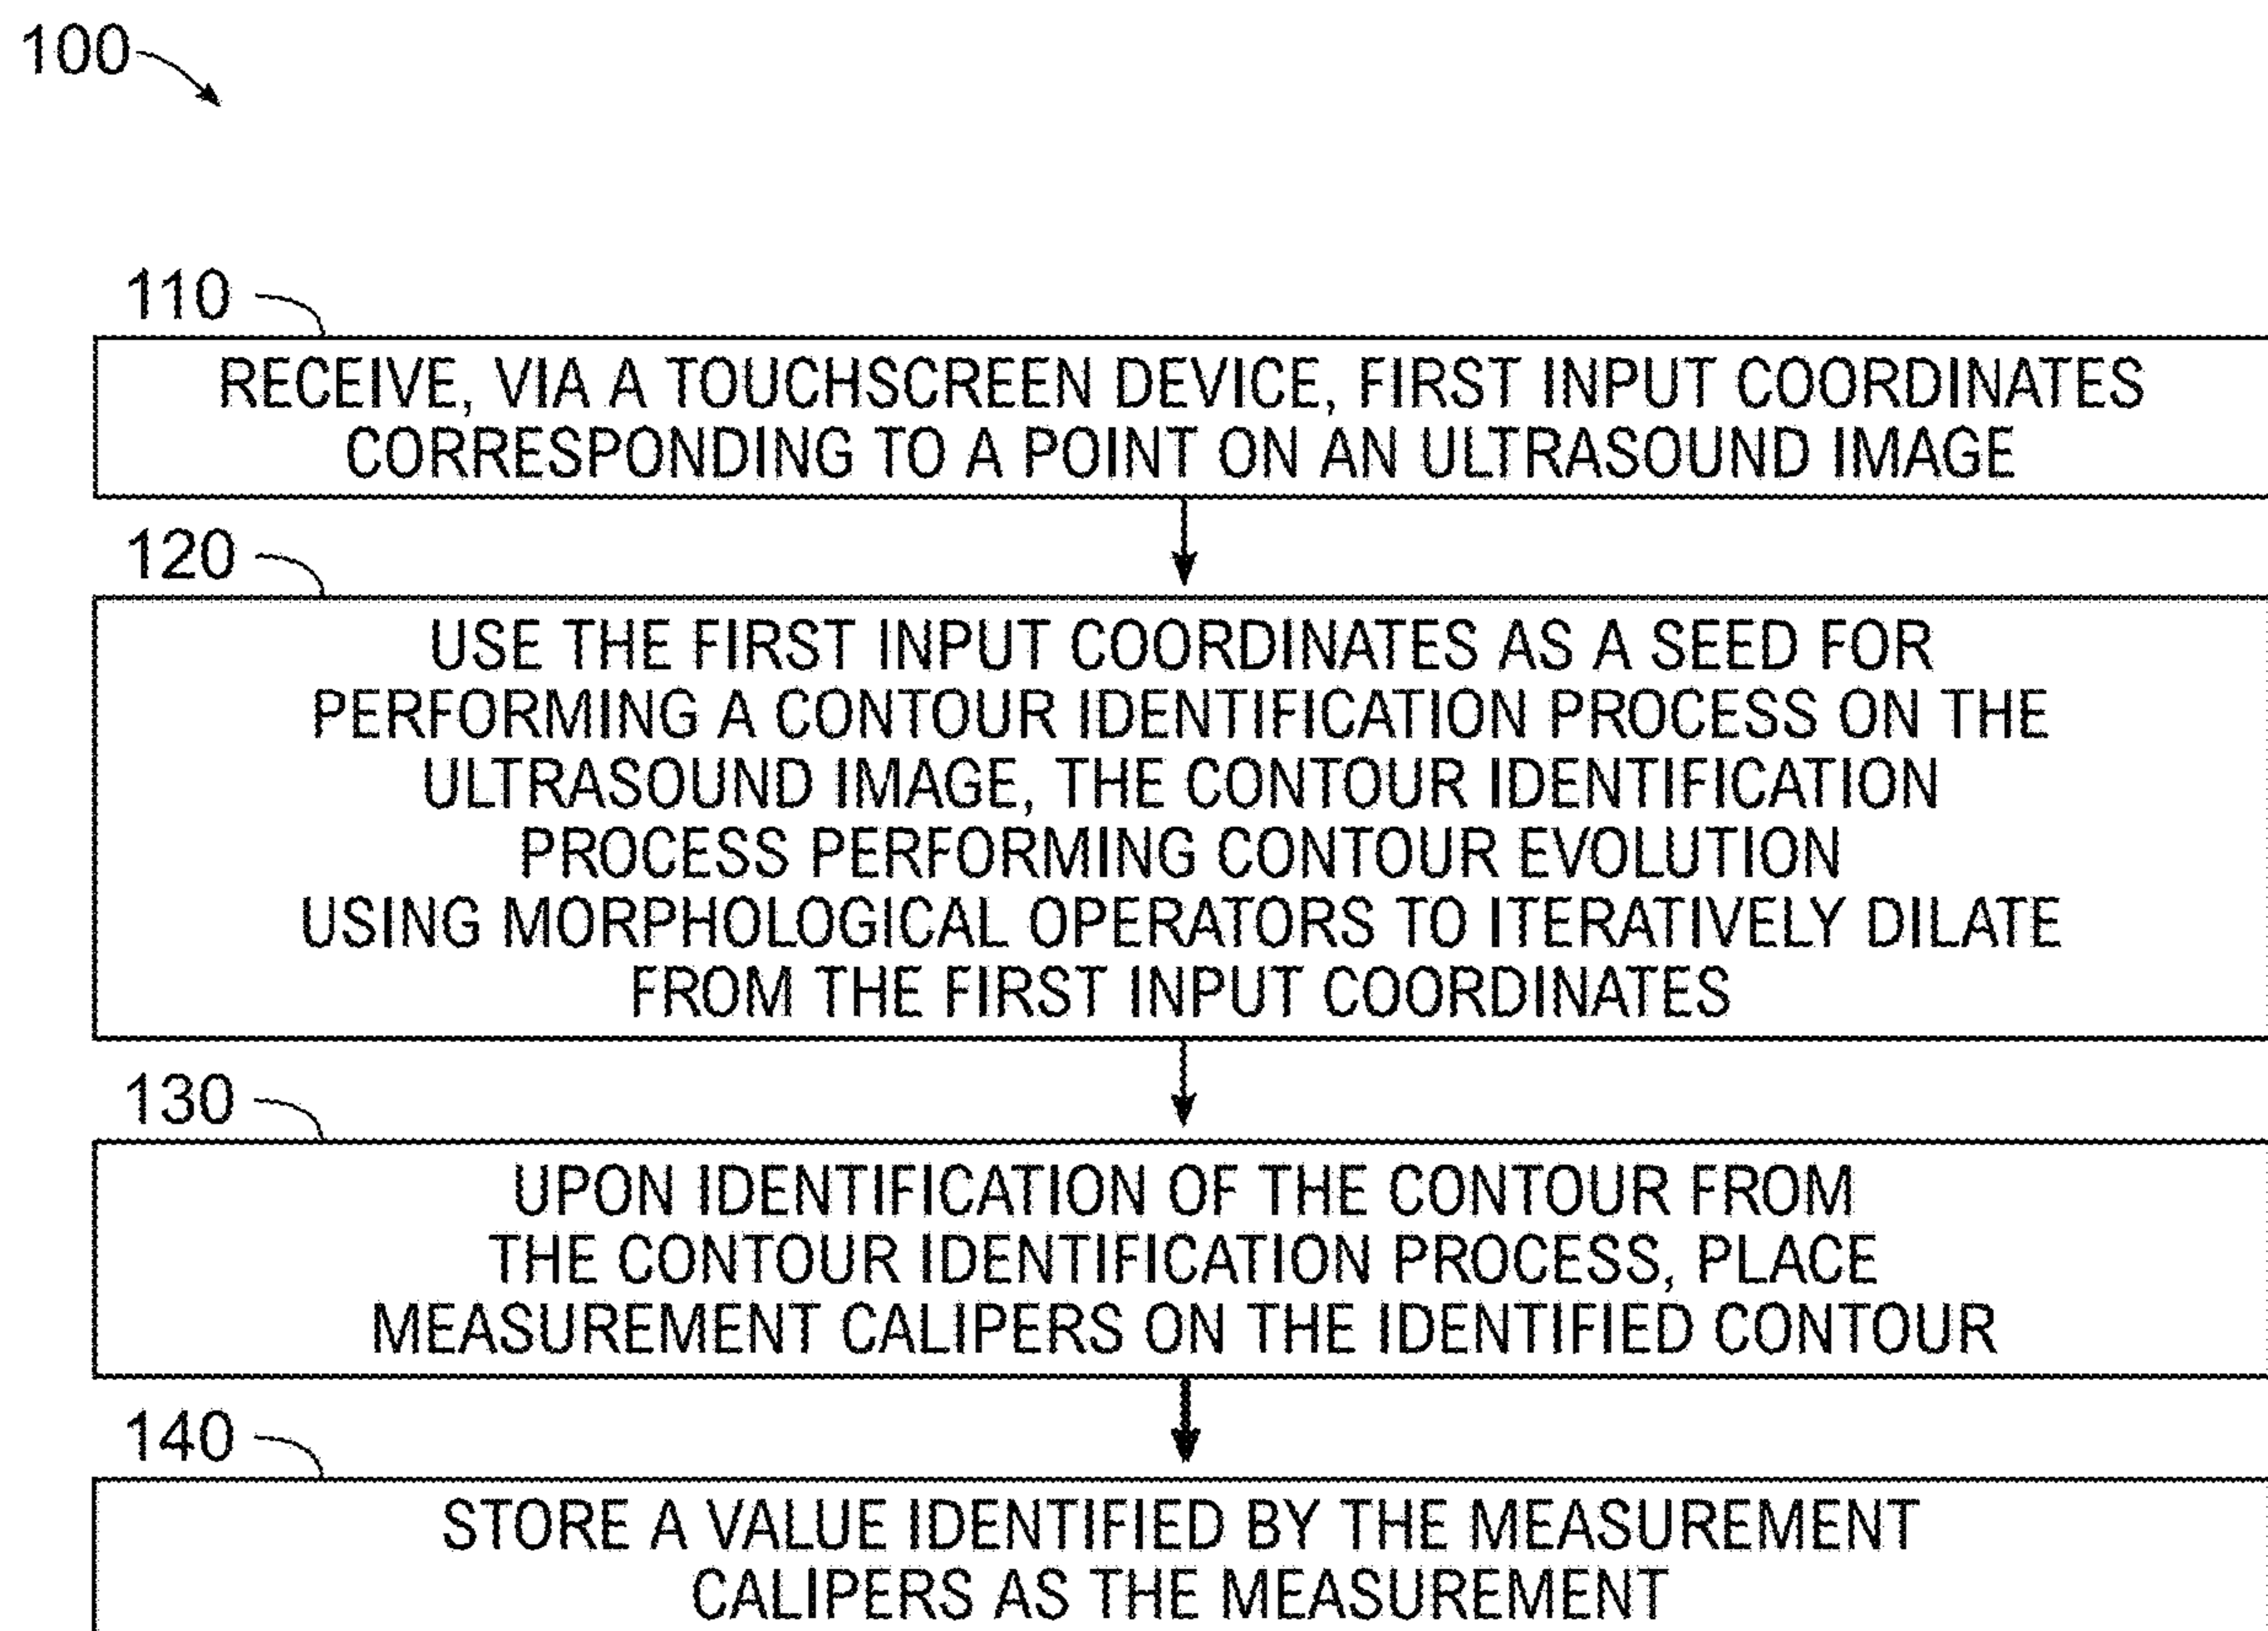 100
110
RECEIVE, VIA A TOUCHSCREEN DEVICE, FIRST INPUT COORDINATES
CORRESPONDING TO A POINT ON AN ULTRASOUND IMAGE
120
USE THE FIRST INPUT COORDINATES AS A SEED FOR
PERFORMING A CONTOUR IDENTIFICATION PROCESS ON THE
ULTRASOUND IMAGE, THE CONTOUR IDENTIFICATION
PROCESS PERFORMING CONTOUR EVOLUTION
USING MORPHOLOGICAL OPERATORS TO ITERATIVELY DILATE
FROM THE FIRST INPUT COORDINATES
130
UPON IDENTIFICATION OF THE CONTOUR FROM
THE CONTOUR IDENTIFICATION PROCESS, PLACE
MEASUREMENT CALIPERS ON THE IDENTIFIED CONTOUR
140
STORE A VALUE IDENTIFIED BY THE MEASUREMENT
CALIPERS AS THE MEASUREMENT